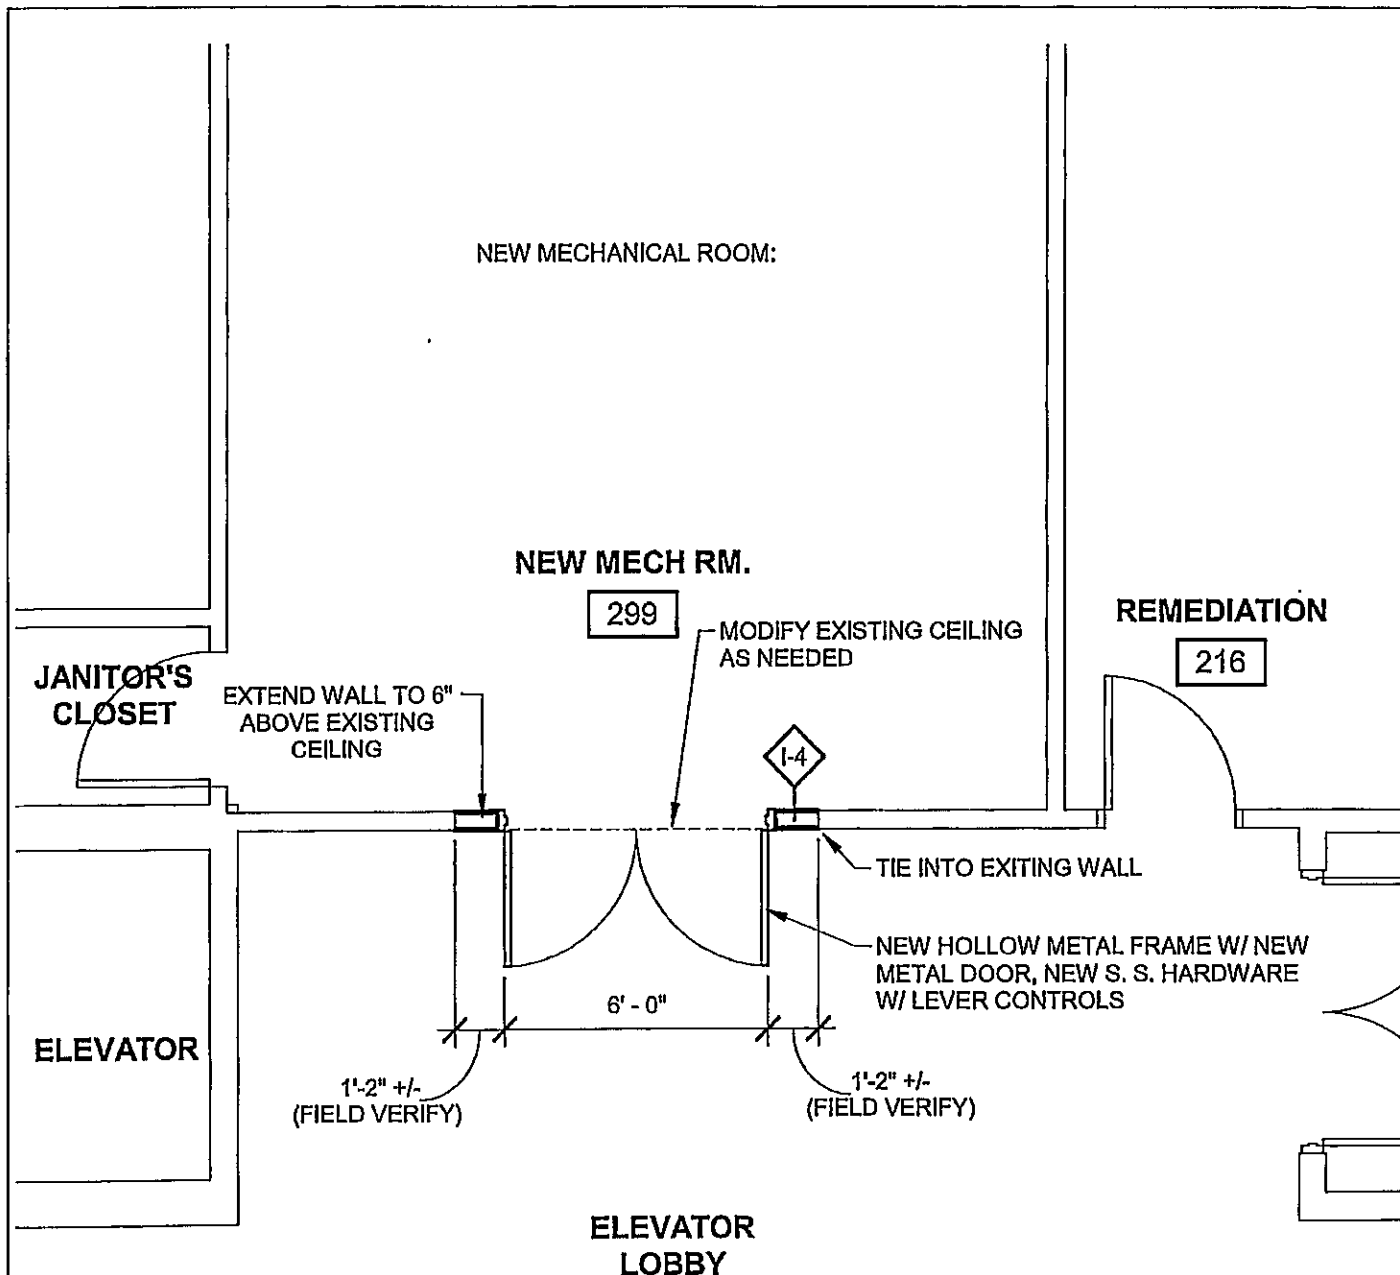 NEW MECHANICAL ROOM:
NEW MECH RM.
299
MODIFY EXISTING CEILING
AS NEEDED
REMEDIATION
216
JANITOR'S
CLOSET
EXTEND WALL TO 6"
ABOVE EXISTING
CEILING
I-4
TIE INTO EXITING WALL
NEW HOLLOW METAL FRAME W/ NEW
METAL DOOR, NEW S. S. HARDWARE
W/ LEVER CONTROLS
6' - 0"
ELEVATOR
1'-2" +/-
(FIELD VERIFY)
1'-2" +/-
(FIELD VERIFY)
ELEVATOR
LOBBY